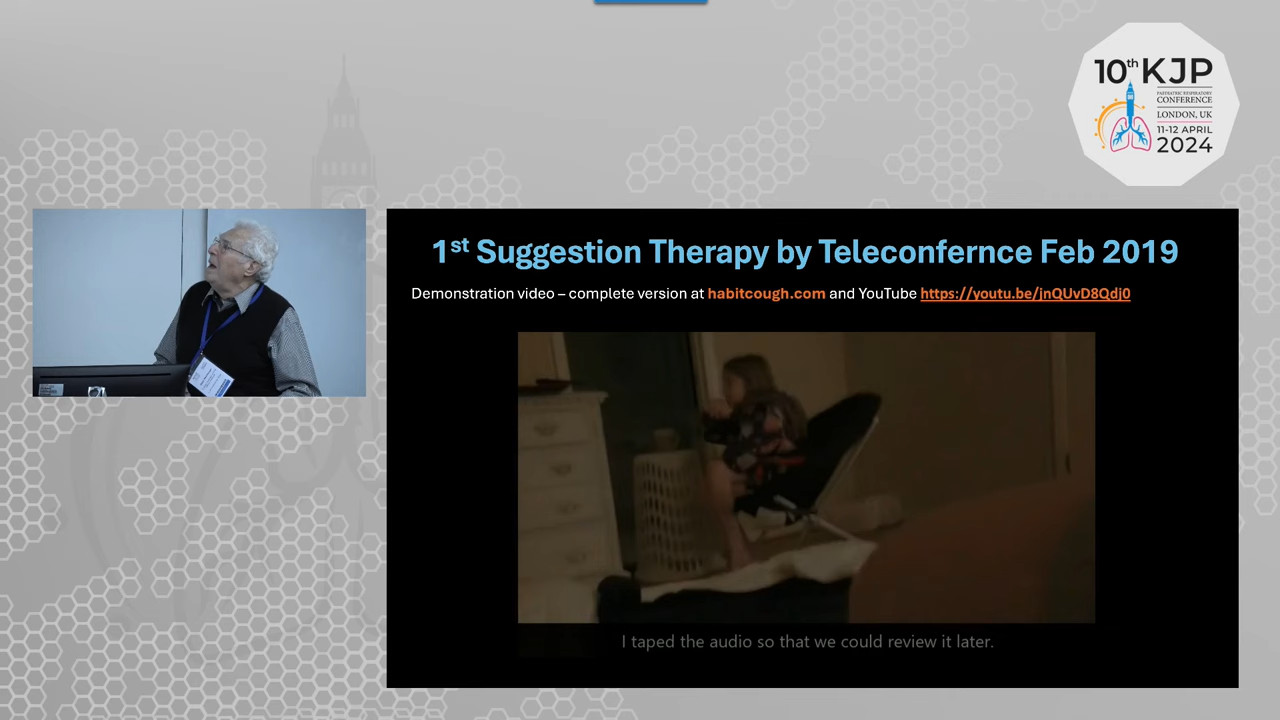 10th KJP
PAEDIATRIC RESPIRATORY
CONFERENCE
LONDON, UK
11-12 APRIL
2024
1st Suggestion Therapy by Teleconfernce Feb 2019
Demonstration video – complete version at habitcough.com and YouTube https://youtu.be/jnQUvD8Qdj0
I taped the audio so that we could review it later.